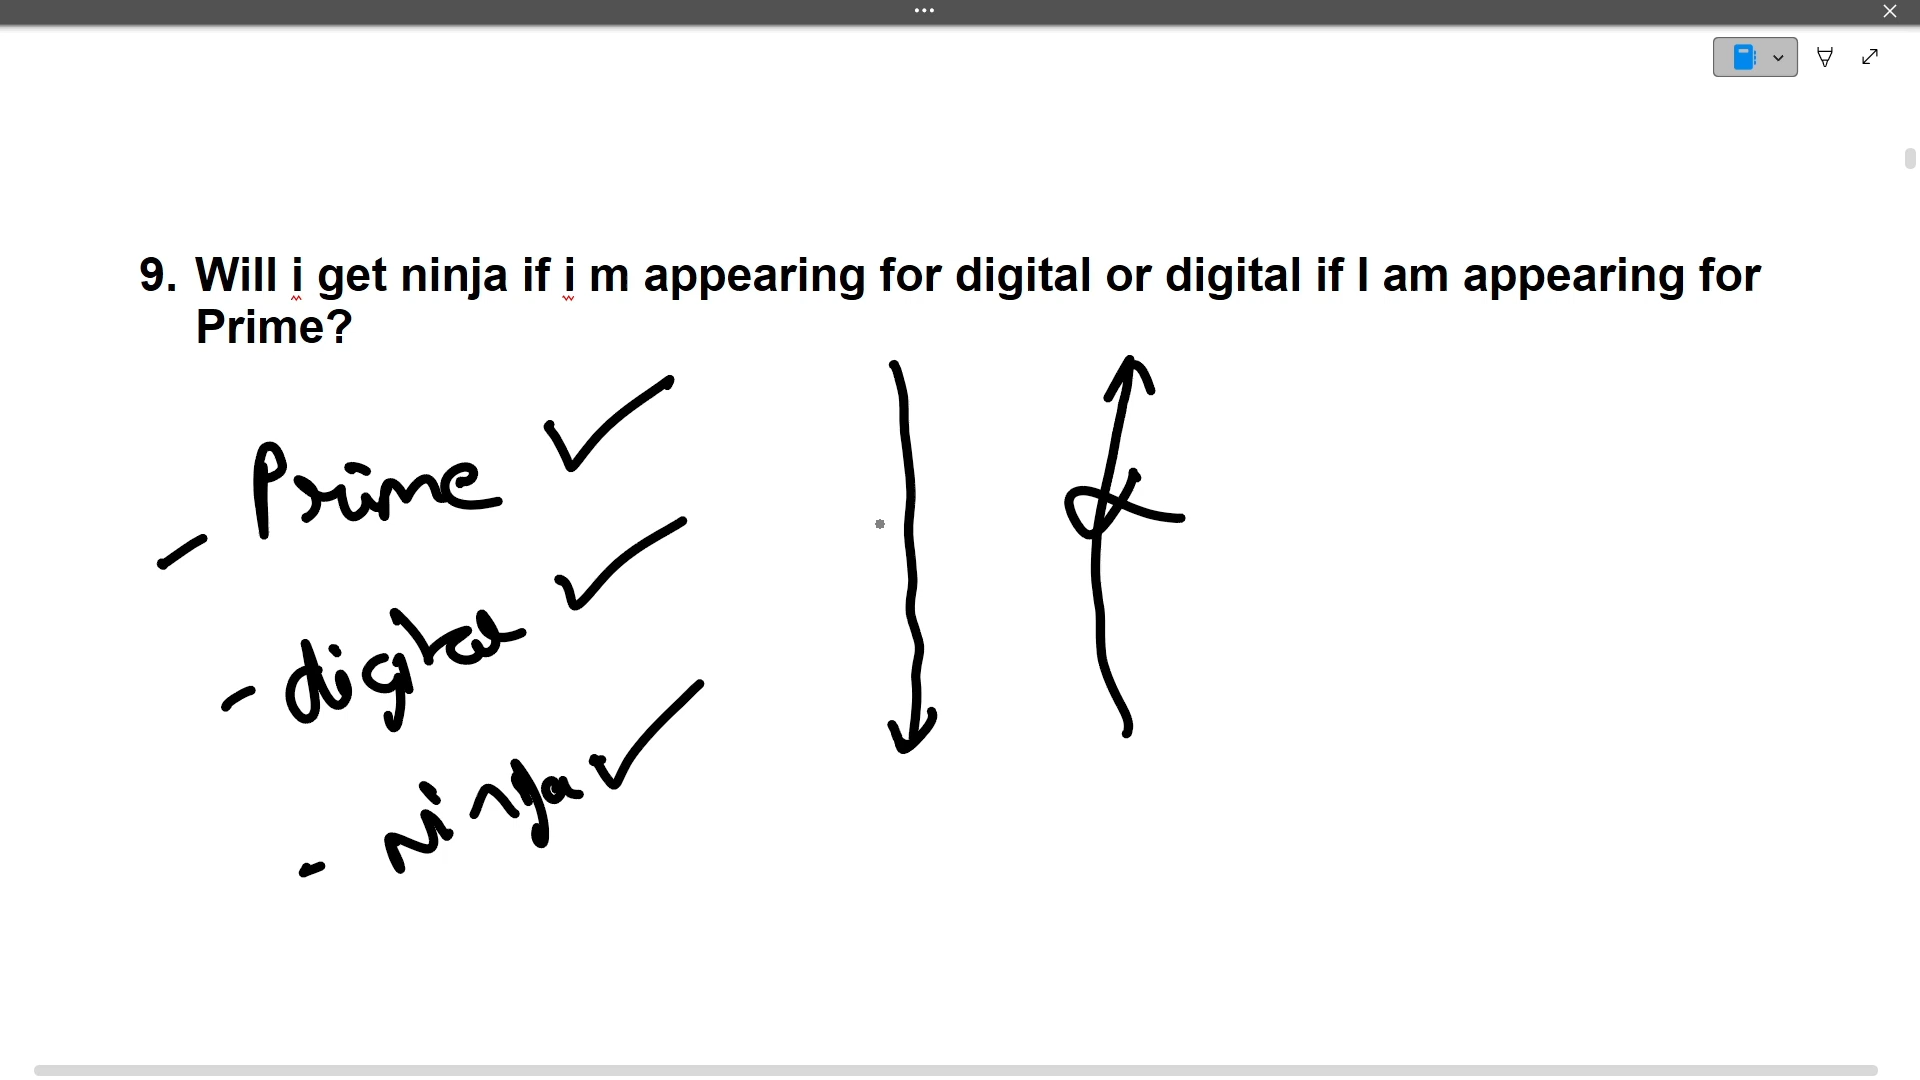 9. Will i get ninja if i m appearing for digital or digital if I am appearing for
Prime?
- Prime ✓
- digital ✓
- Ninja ✓